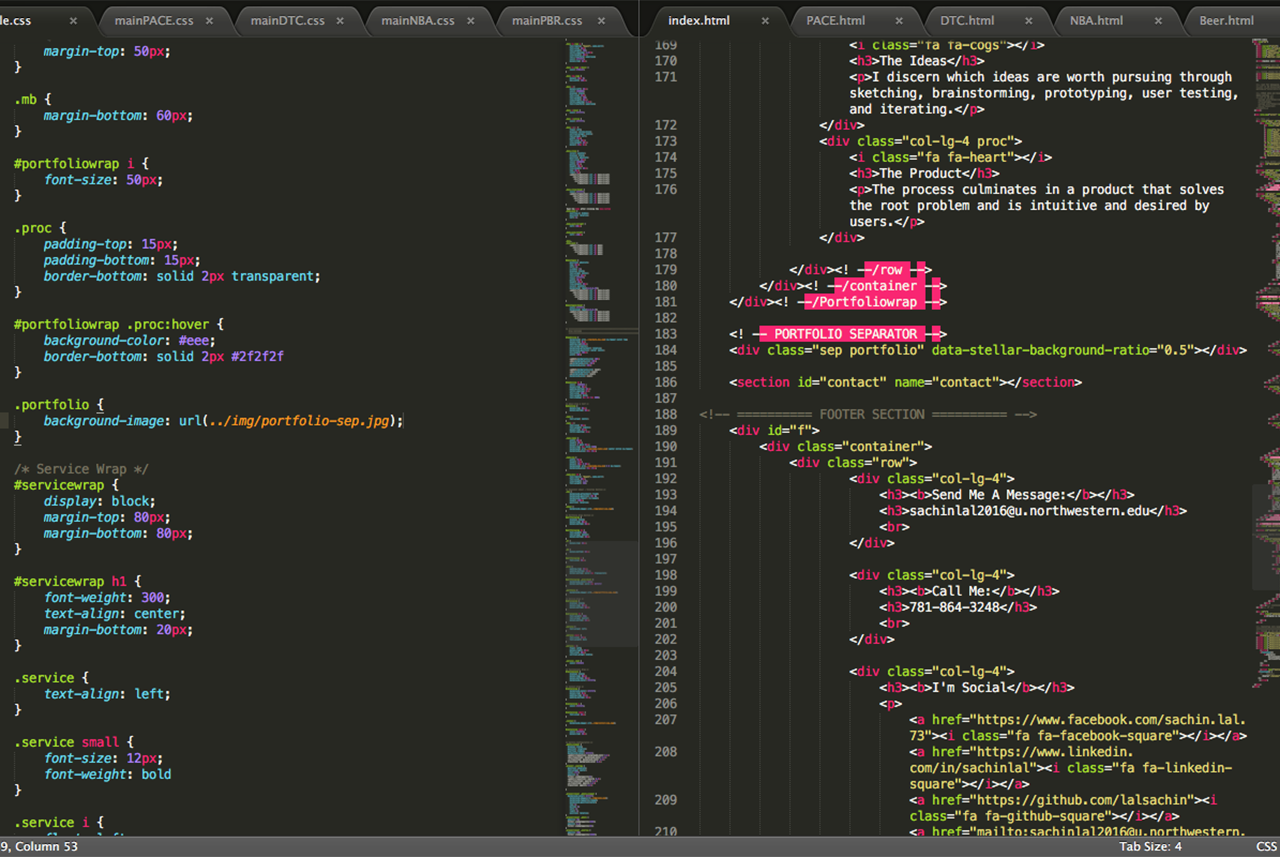 le.css × mainPACE.css × mainDTC.css × mainNBA.css × mainPBR.css ×
margin-top: 50px;
}
.mb {
margin-bottom: 60px;
}
#portfoliowrap i {
font-size: 50px;
}
.proc {
padding-top: 15px;
padding-bottom: 15px;
border-bottom: solid 2px transparent;
}
#portfoliowrap .proc:hover {
background-color: #eee;
border-bottom: solid 2px #2f2f2f
}
.portfolio {
background-image: url(../img/portfolio-sep.jpg);
}
/* Service Wrap */
#servicewrap {
display: block;
margin-top: 80px;
margin-bottom: 80px;
}
#servicewrap h1 {
font-weight: 300;
text-align: center;
margin-bottom: 20px;
}
.service {
text-align: left;
}
.service small {
font-size: 12px;
font-weight: bold
}
.service i {
index.html × PACE.html × DTC.html × NBA.html × Beer.html
169 <i class="fa fa-cogs"></i>
170 <h3>The Ideas</h3>
171 <p>I discern which ideas are worth pursuing through
sketching, brainstorming, prototyping, user testing,
and iterating.</p>
172 </div>
173 <div class="col-lg-4 proc">
174 <i class="fa fa-heart"></i>
175 <h3>The Product</h3>
176 <p>The process culminates in a product that solves
the root problem and is intuitive and desired by
users.</p>
177 </div>
178
179 </div><! --/row -->
180 </div><! --/container -->
181 </div><! --/Portfoliowrap -->
182
183 <! -- PORTFOLIO SEPARATOR -->
184 <div class="sep portfolio" data-stellar-background-ratio="0.5"></div>
185
186 <section id="contact" name="contact"></section>
187
188 <!-- ========== FOOTER SECTION ========== -->
189 <div id="f">
190 <div class="container">
191 <div class="row">
192 <div class="col-lg-4">
193 <h3><b>Send Me A Message:</b></h3>
194 <h3>sachinlal2016@u.northwestern.edu</h3>
195 <br>
196 </div>
197
198 <div class="col-lg-4">
199 <h3><b>Call Me:</b></h3>
200 <h3>781-864-3248</h3>
201 <br>
202 </div>
203
204 <div class="col-lg-4">
205 <h3><b>I'm Social</b></h3>
206 <p>
207 <a href="https://www.facebook.com/sachin.lal.
73"><i class="fa fa-facebook-square"></i></a>
208 <a href="https://www.linkedin.
com/in/sachinlal"><i class="fa fa-linkedin-
square"></i></a>
209 <a href="https://github.com/lalsachin"><i
class="fa fa-github-square"></i></a>
210 <a href="mailto:sachinlal2016@u.northwestern.
9, Column 53
Tab Size: 4 CSS